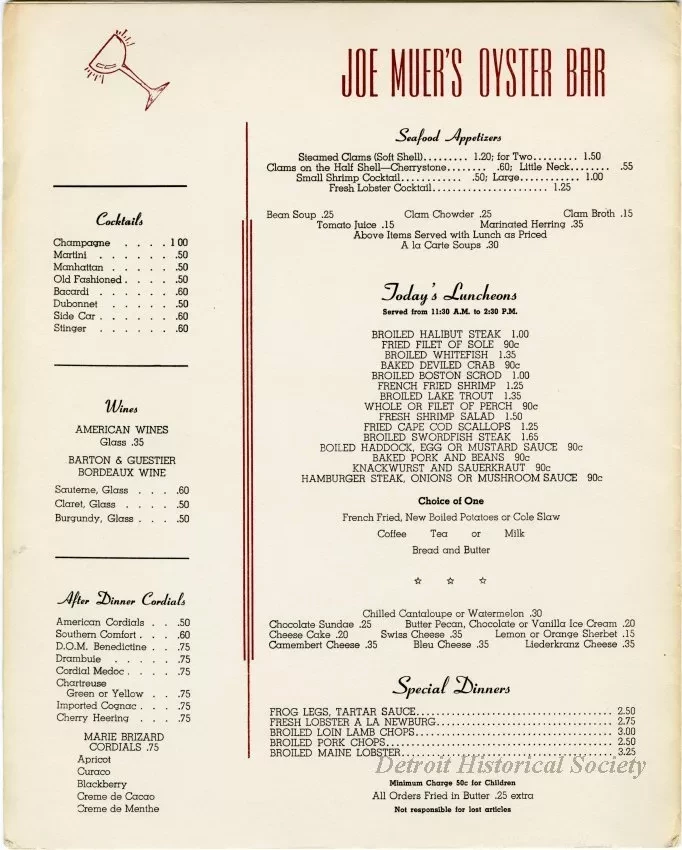 JOE MUER'S OYSTER BAR
Cocktails
Champagne . . . . 1 00
Martini . . . . . . .50
Manhattan . . . . . .50
Old Fashioned . . . . .50
Bacardi . . . . . . .60
Dubonnet . . . . . .50
Side Car . . . . . . .60
Stinger . . . . . . .60
Wines
AMERICAN WINES
Glass .35
BARTON & GUESTIER
BORDEAUX WINE
Sauterne, Glass . . . .60
Claret, Glass . . . . .50
Burgundy, Glass . . . .50
After Dinner Cordials
American Cordials . . .50
Southern Comfort . . . .60
D.O.M. Benedictine . . .75
Drambuie . . . . . .75
Cordial Medoc . . . . .75
Chartreuse
Green or Yellow . . .75
Imported Cognac . . . .75
Cherry Heering . . . .75
MARIE BRIZARD
CORDIALS .75
Apricot
Curaco
Blackberry
Creme de Cacao
Creme de Menthe
Seafood Appetizers
Steamed Clams (Soft Shell)......... 1.20; for Two......... 1.50
Clams on the Half Shell—Cherrystone........ .60; Little Neck........ .55
Small Shrimp Cocktail............ .50; Large............ 1.00
Fresh Lobster Cocktail....................... 1.25
Bean Soup .25 Clam Chowder .25 Clam Broth .15
Tomato Juice .15 Marinated Herring .35
Above Items Served with Lunch as Priced
A la Carte Soups .30
Today's Luncheons
Served from 11:30 A.M. to 2:30 P.M.
BROILED HALIBUT STEAK 1.00
FRIED FILET OF SOLE 90c
BROILED WHITEFISH 1.35
BAKED DEVILED CRAB 90c
BROILED BOSTON SCROD 1.00
FRENCH FRIED SHRIMP 1.25
BROILED LAKE TROUT 1.35
WHOLE OR FILET OF PERCH 90c
FRESH SHRIMP SALAD 1.50
FRIED CAPE COD SCALLOPS 1.25
BROILED SWORDFISH STEAK 1.65
BOILED HADDOCK, EGG OR MUSTARD SAUCE 90c
BAKED PORK AND BEANS 90c
KNACKWURST AND SAUERKRAUT 90c
HAMBURGER STEAK, ONIONS OR MUSHROOM SAUCE 90c
Choice of One
French Fried, New Boiled Potatoes or Cole Slaw
Coffee Tea or Milk
Bread and Butter
Chilled Cantaloupe or Watermelon .30
Chocolate Sundae .25 Butter Pecan, Chocolate or Vanilla Ice Cream .20
Cheese Cake .20 Swiss Cheese .35 Lemon or Orange Sherbet .15
Camembert Cheese .35 Bleu Cheese .35 Liederkranz Cheese .35
Special Dinners
FROG LEGS, TARTAR SAUCE........................................ 2.50
FRESH LOBSTER A LA NEWBURG.................................... 2.75
BROILED LOIN LAMB CHOPS........................................ 3.00
BROILED PORK CHOPS............................................. 2.50
BROILED MAINE LOBSTER.......................................... 3.25
Detroit Historical Society
Minimum Charge 50c for Children
All Orders Fried in Butter .25 extra
Not responsible for lost articles